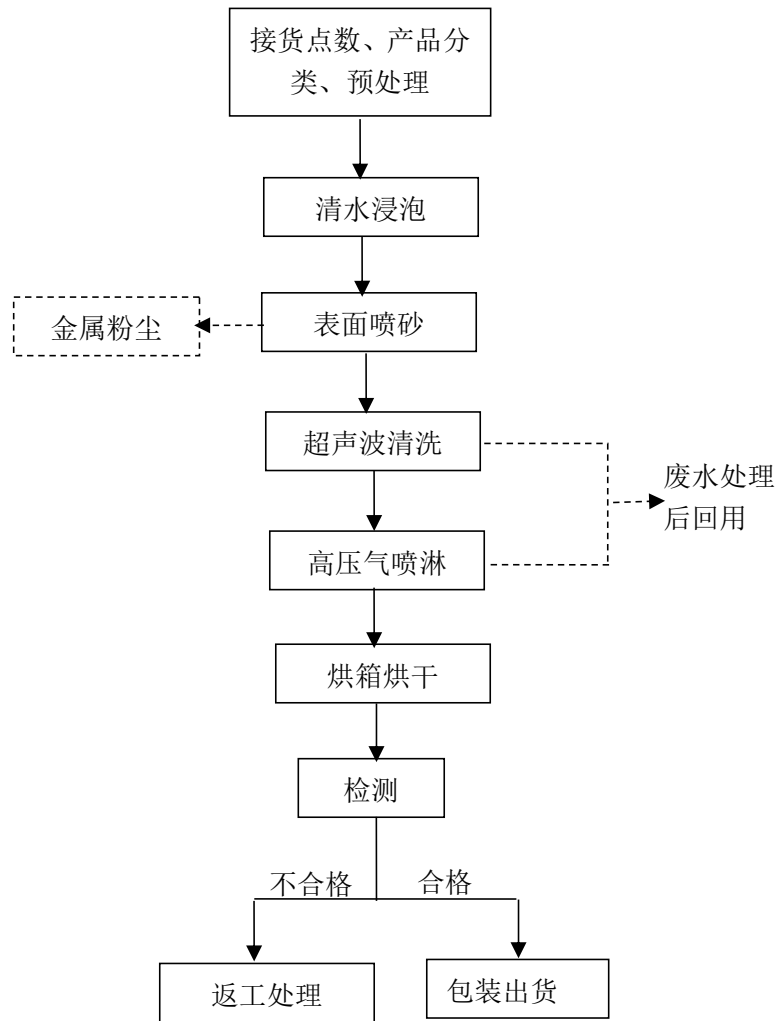 接货点数、产品分
类、预处理
清水浸泡
金属粉尘
表面喷砂
超声波清洗
废水处理
后回用
高压气喷淋
烘箱烘干
检测
不合格
合格
返工处理
包装出货